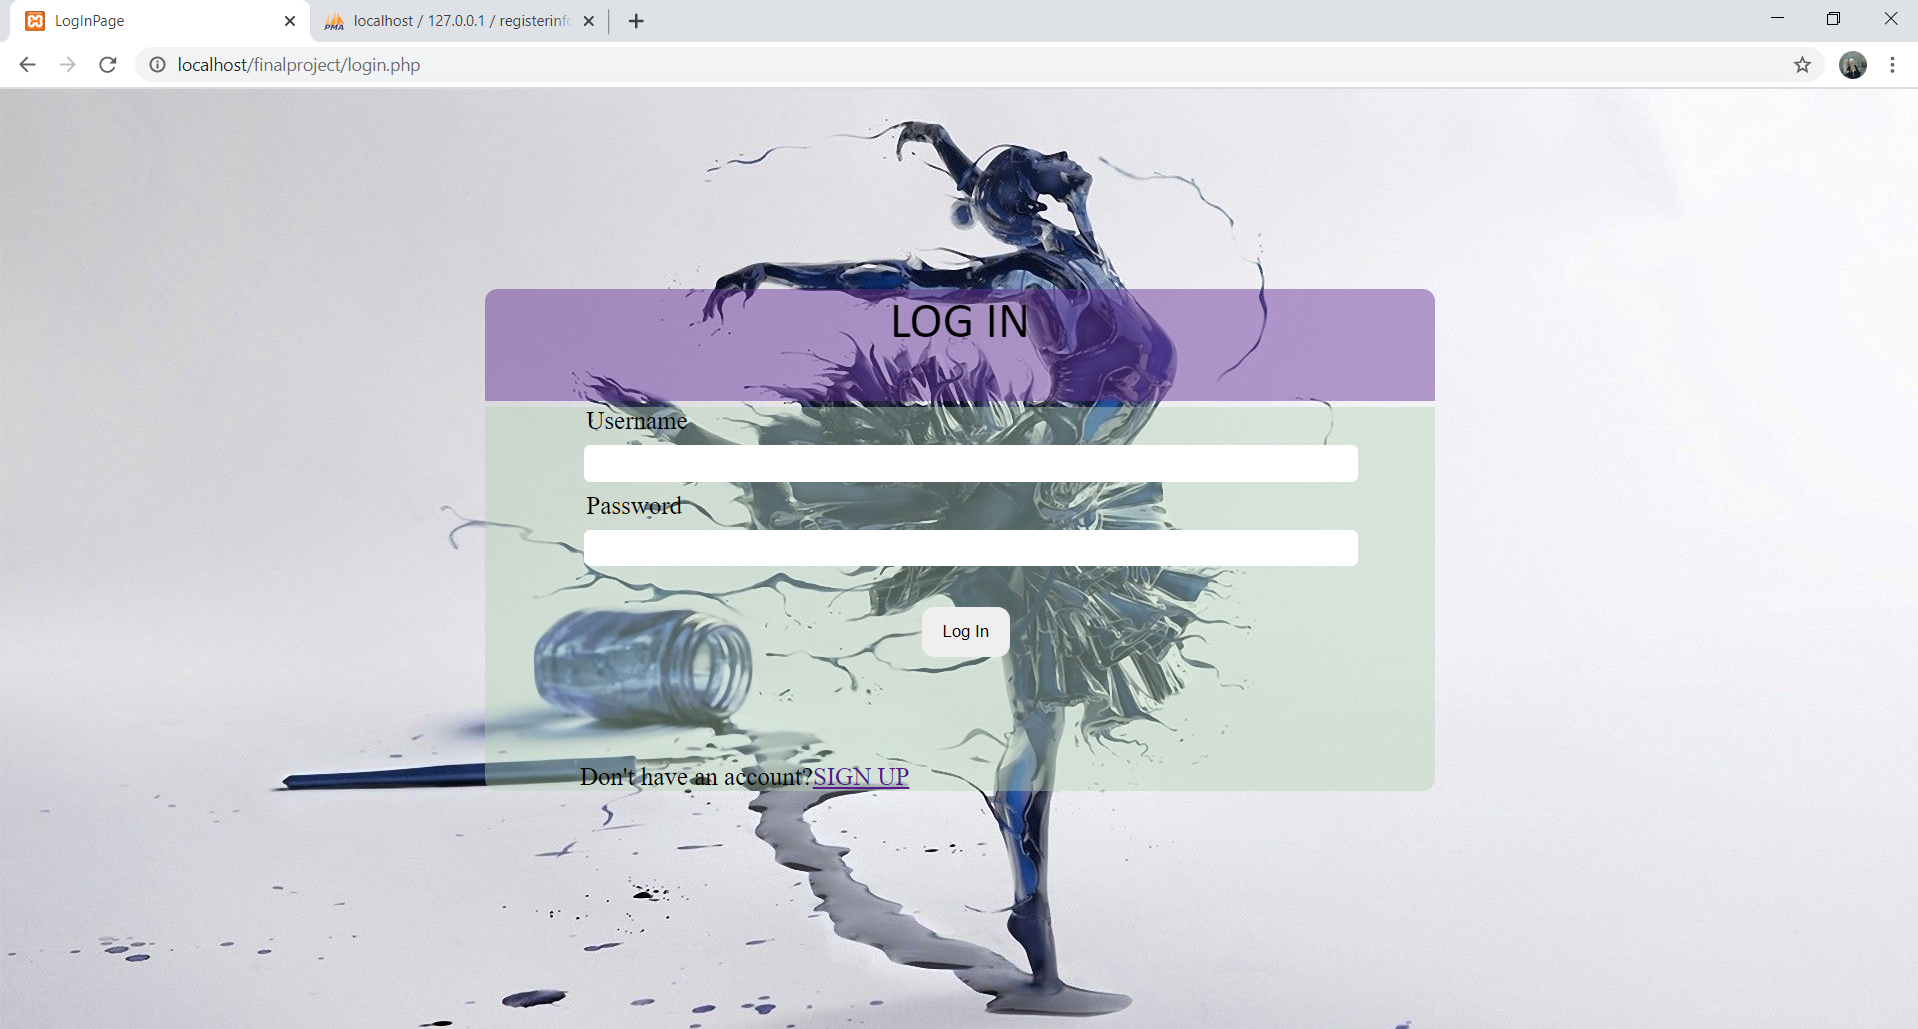 LogInPage
PMA
localhost / 127.0.0.1 / registerinfo
localhost/finalproject/login.php
LOG IN
Username
Password
Log In
Don't have an account?SIGN UP